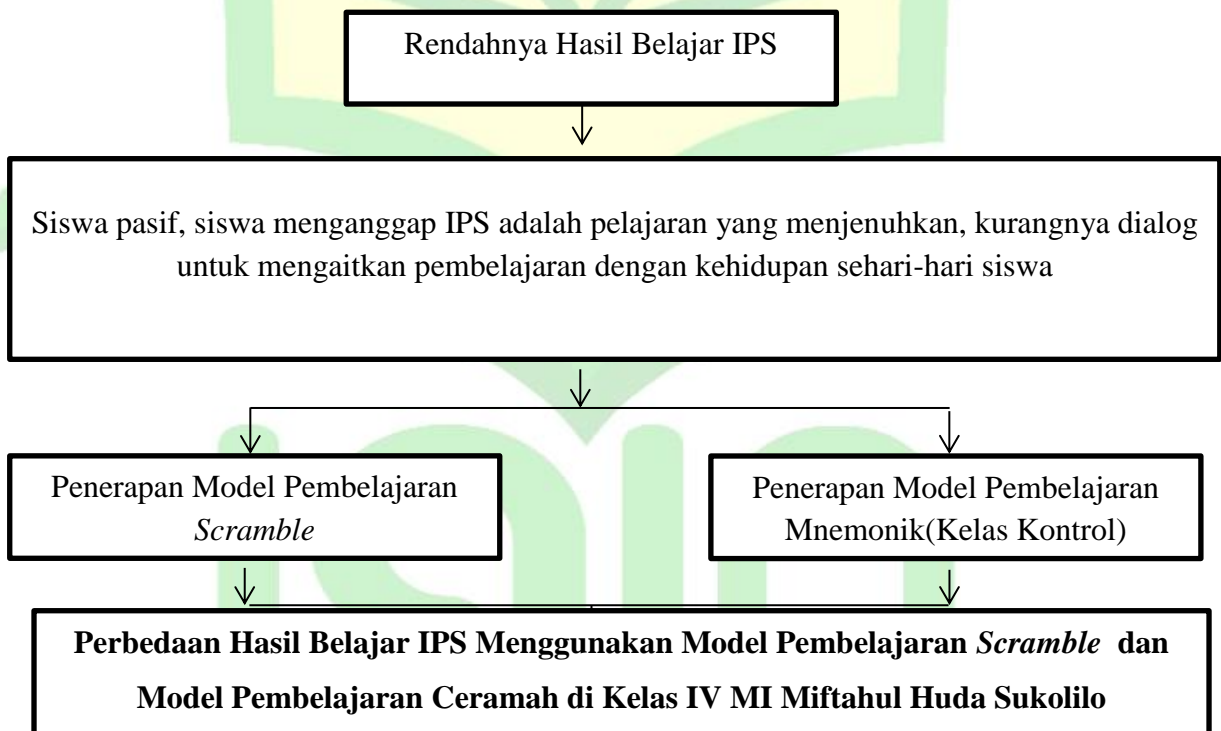 Rendahnya Hasil Belajar IPS
Siswa pasif, siswa menganggap IPS adalah pelajaran yang menjenuhkan, kurangnya dialog
untuk mengaitkan pembelajaran dengan kehidupan sehari-hari siswa
Penerapan Model Pembelajaran
Scramble
Penerapan Model Pembelajaran
Mnemonik(Kelas Kontrol)
Perbedaan Hasil Belajar IPS Menggunakan Model Pembelajaran Scramble dan
Model Pembelajaran Ceramah di Kelas IV MI Miftahul Huda Sukolilo